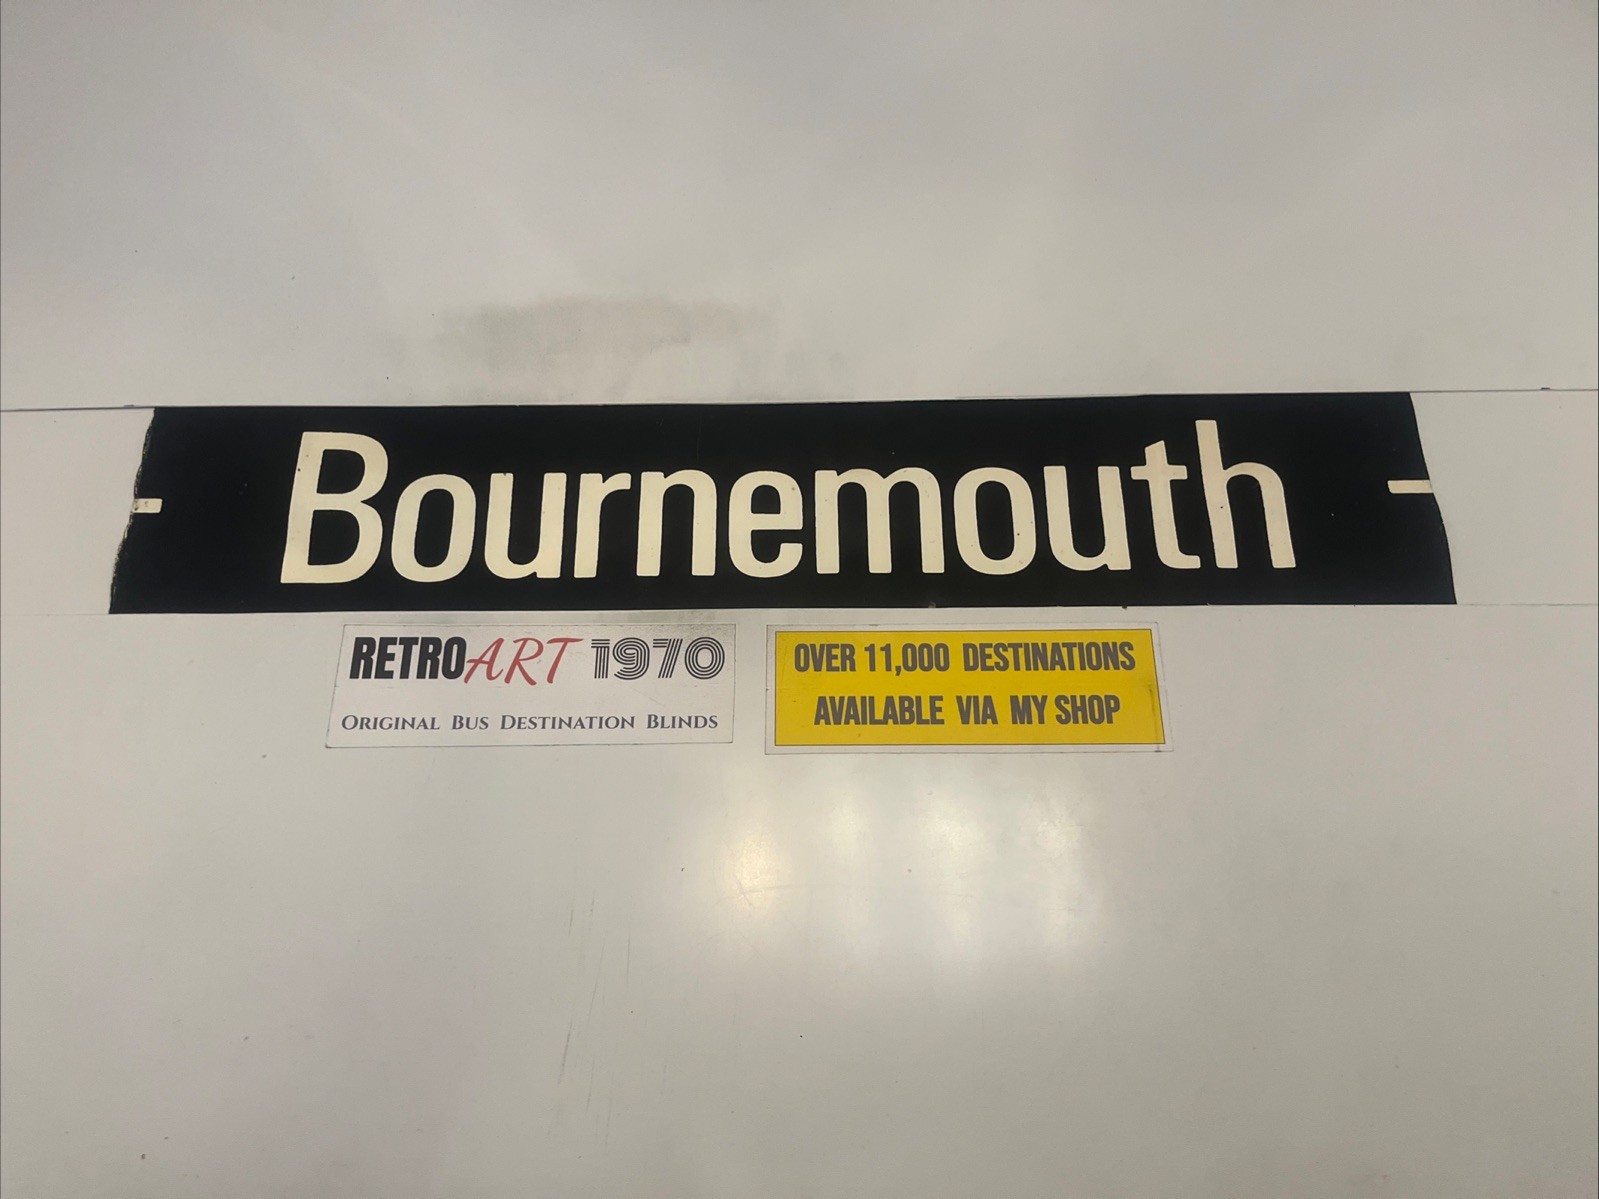 Bournemouth
RETROART 1970
ORIGINAL BUS DESTINATION BLINDS
OVER 11,000 DESTINATIONS
AVAILABLE VIA MY SHOP